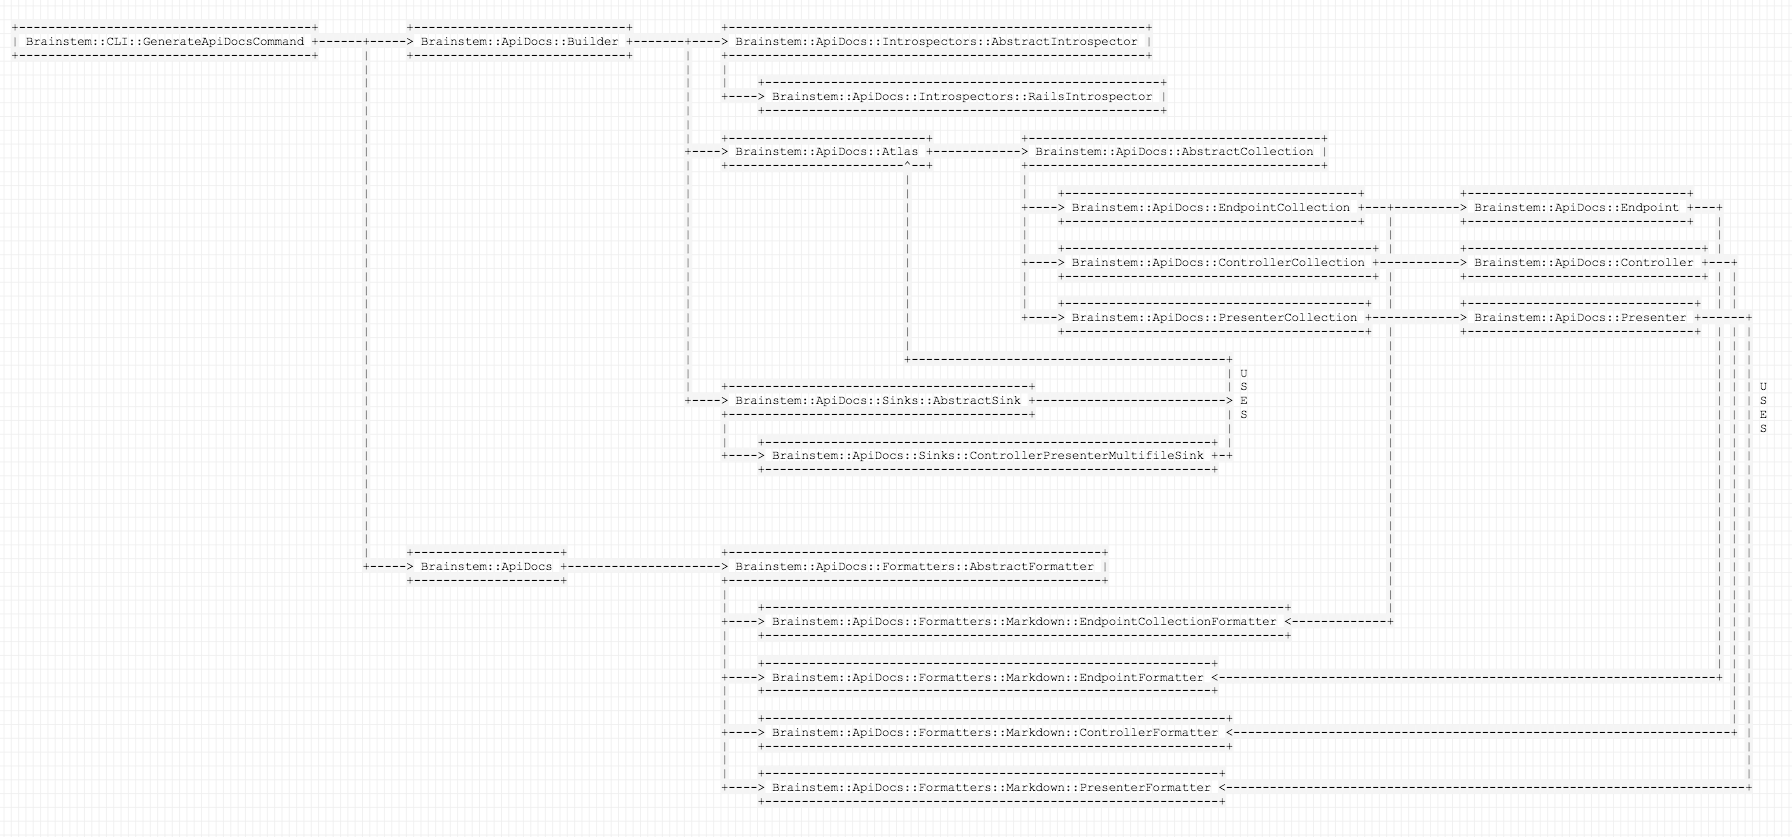 Brainstem::CLI::GenerateApiDocsCommand
Brainstem::ApiDocs::Builder
Brainstem::ApiDocs::Introspectors::AbstractIntrospector
Brainstem::ApiDocs::Introspectors::RailsIntrospector
Brainstem::ApiDocs::Atlas
Brainstem::ApiDocs::AbstractCollection
Brainstem::ApiDocs::EndpointCollection
Brainstem::ApiDocs::Endpoint
Brainstem::ApiDocs::ControllerCollection
Brainstem::ApiDocs::Controller
Brainstem::ApiDocs::PresenterCollection
Brainstem::ApiDocs::Presenter
USES
USES
Brainstem::ApiDocs::Sinks::AbstractSink
Brainstem::ApiDocs::Sinks::ControllerPresenterMultifileSink
Brainstem::ApiDocs
Brainstem::ApiDocs::Formatters::AbstractFormatter
Brainstem::ApiDocs::Formatters::Markdown::EndpointCollectionFormatter
Brainstem::ApiDocs::Formatters::Markdown::EndpointFormatter
Brainstem::ApiDocs::Formatters::Markdown::ControllerFormatter
Brainstem::ApiDocs::Formatters::Markdown::PresenterFormatter